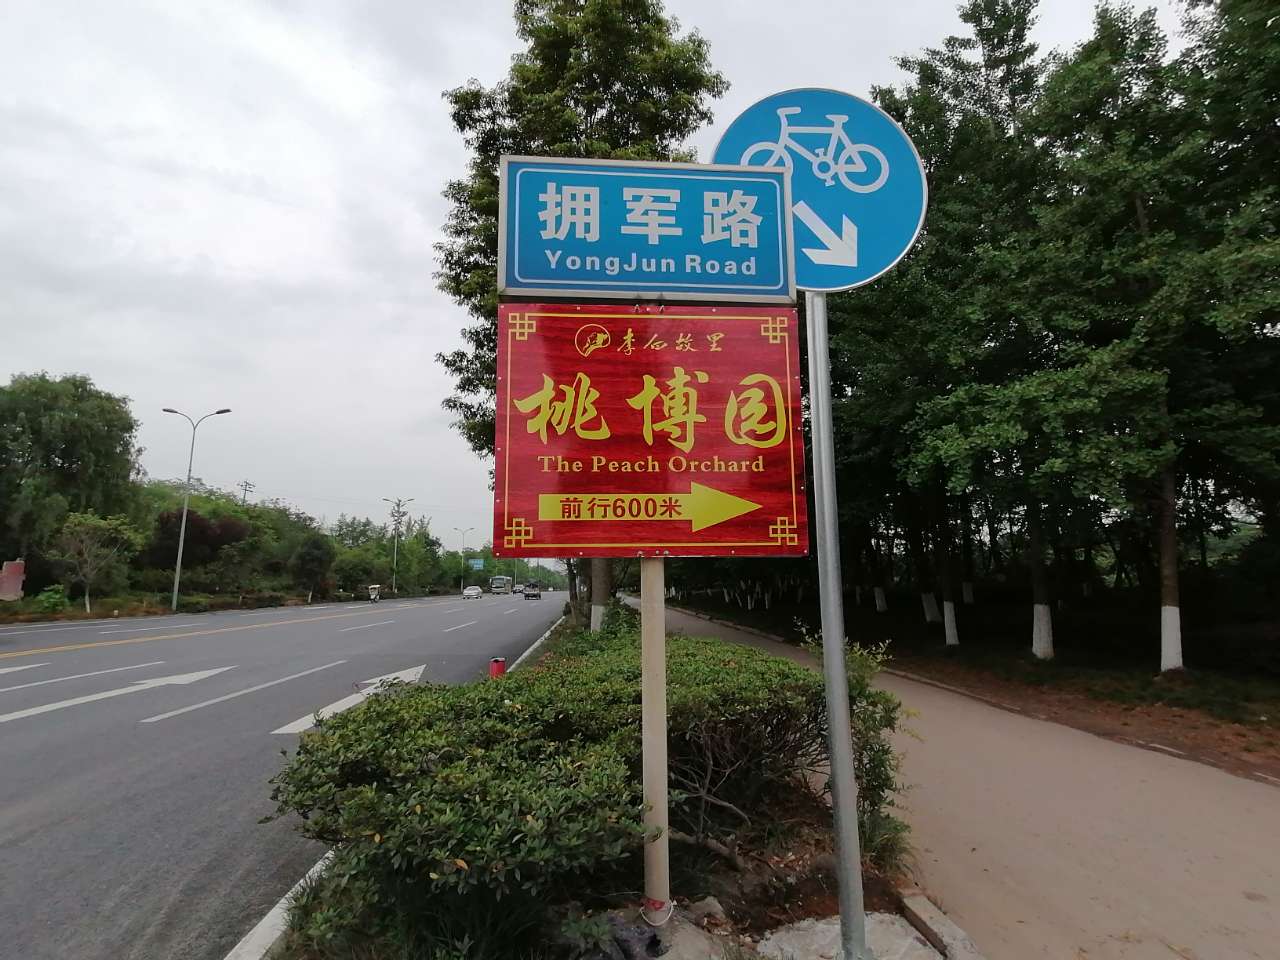 拥军路
YongJun Road
李白故里
桃博园
The Peach Orchard
前行600米